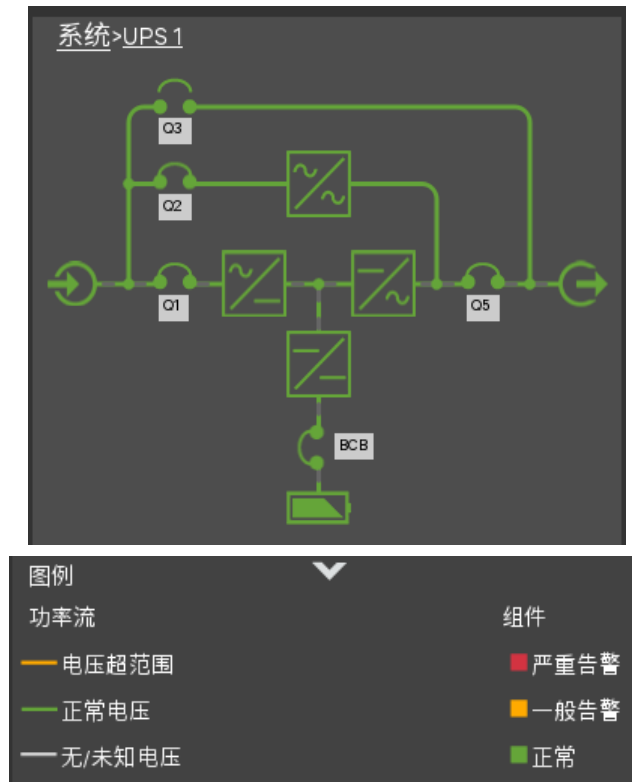 系统>UPS 1
Q3
Q2
Q1
Q5
BCB
图例
功率流
组件
电压超范围
严重告警
正常电压
一般告警
无/未知电压
正常